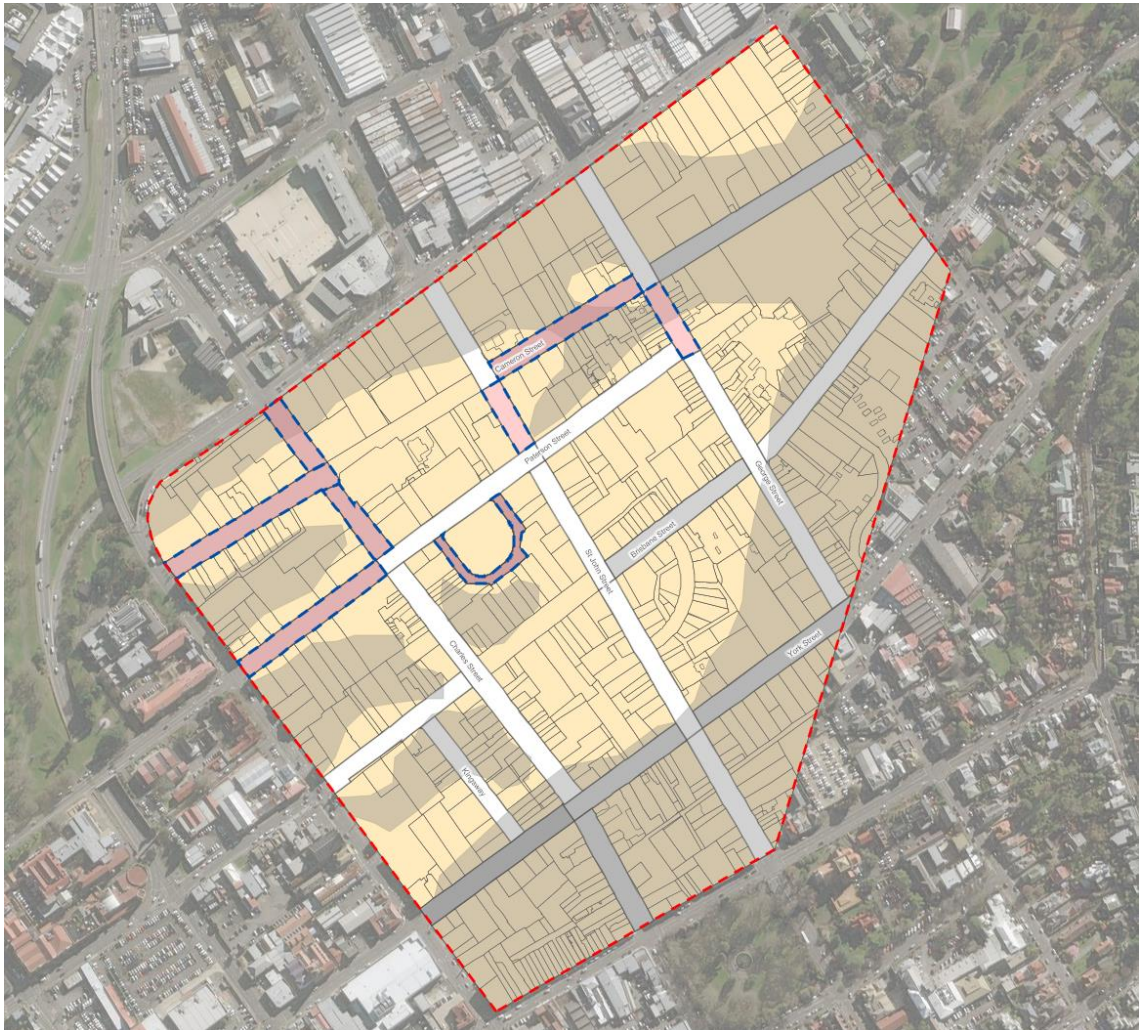 Cameron Street
Paterson Street
George Street
Brisbane Street
St John Street
York Street
Charles Street
Kingsway